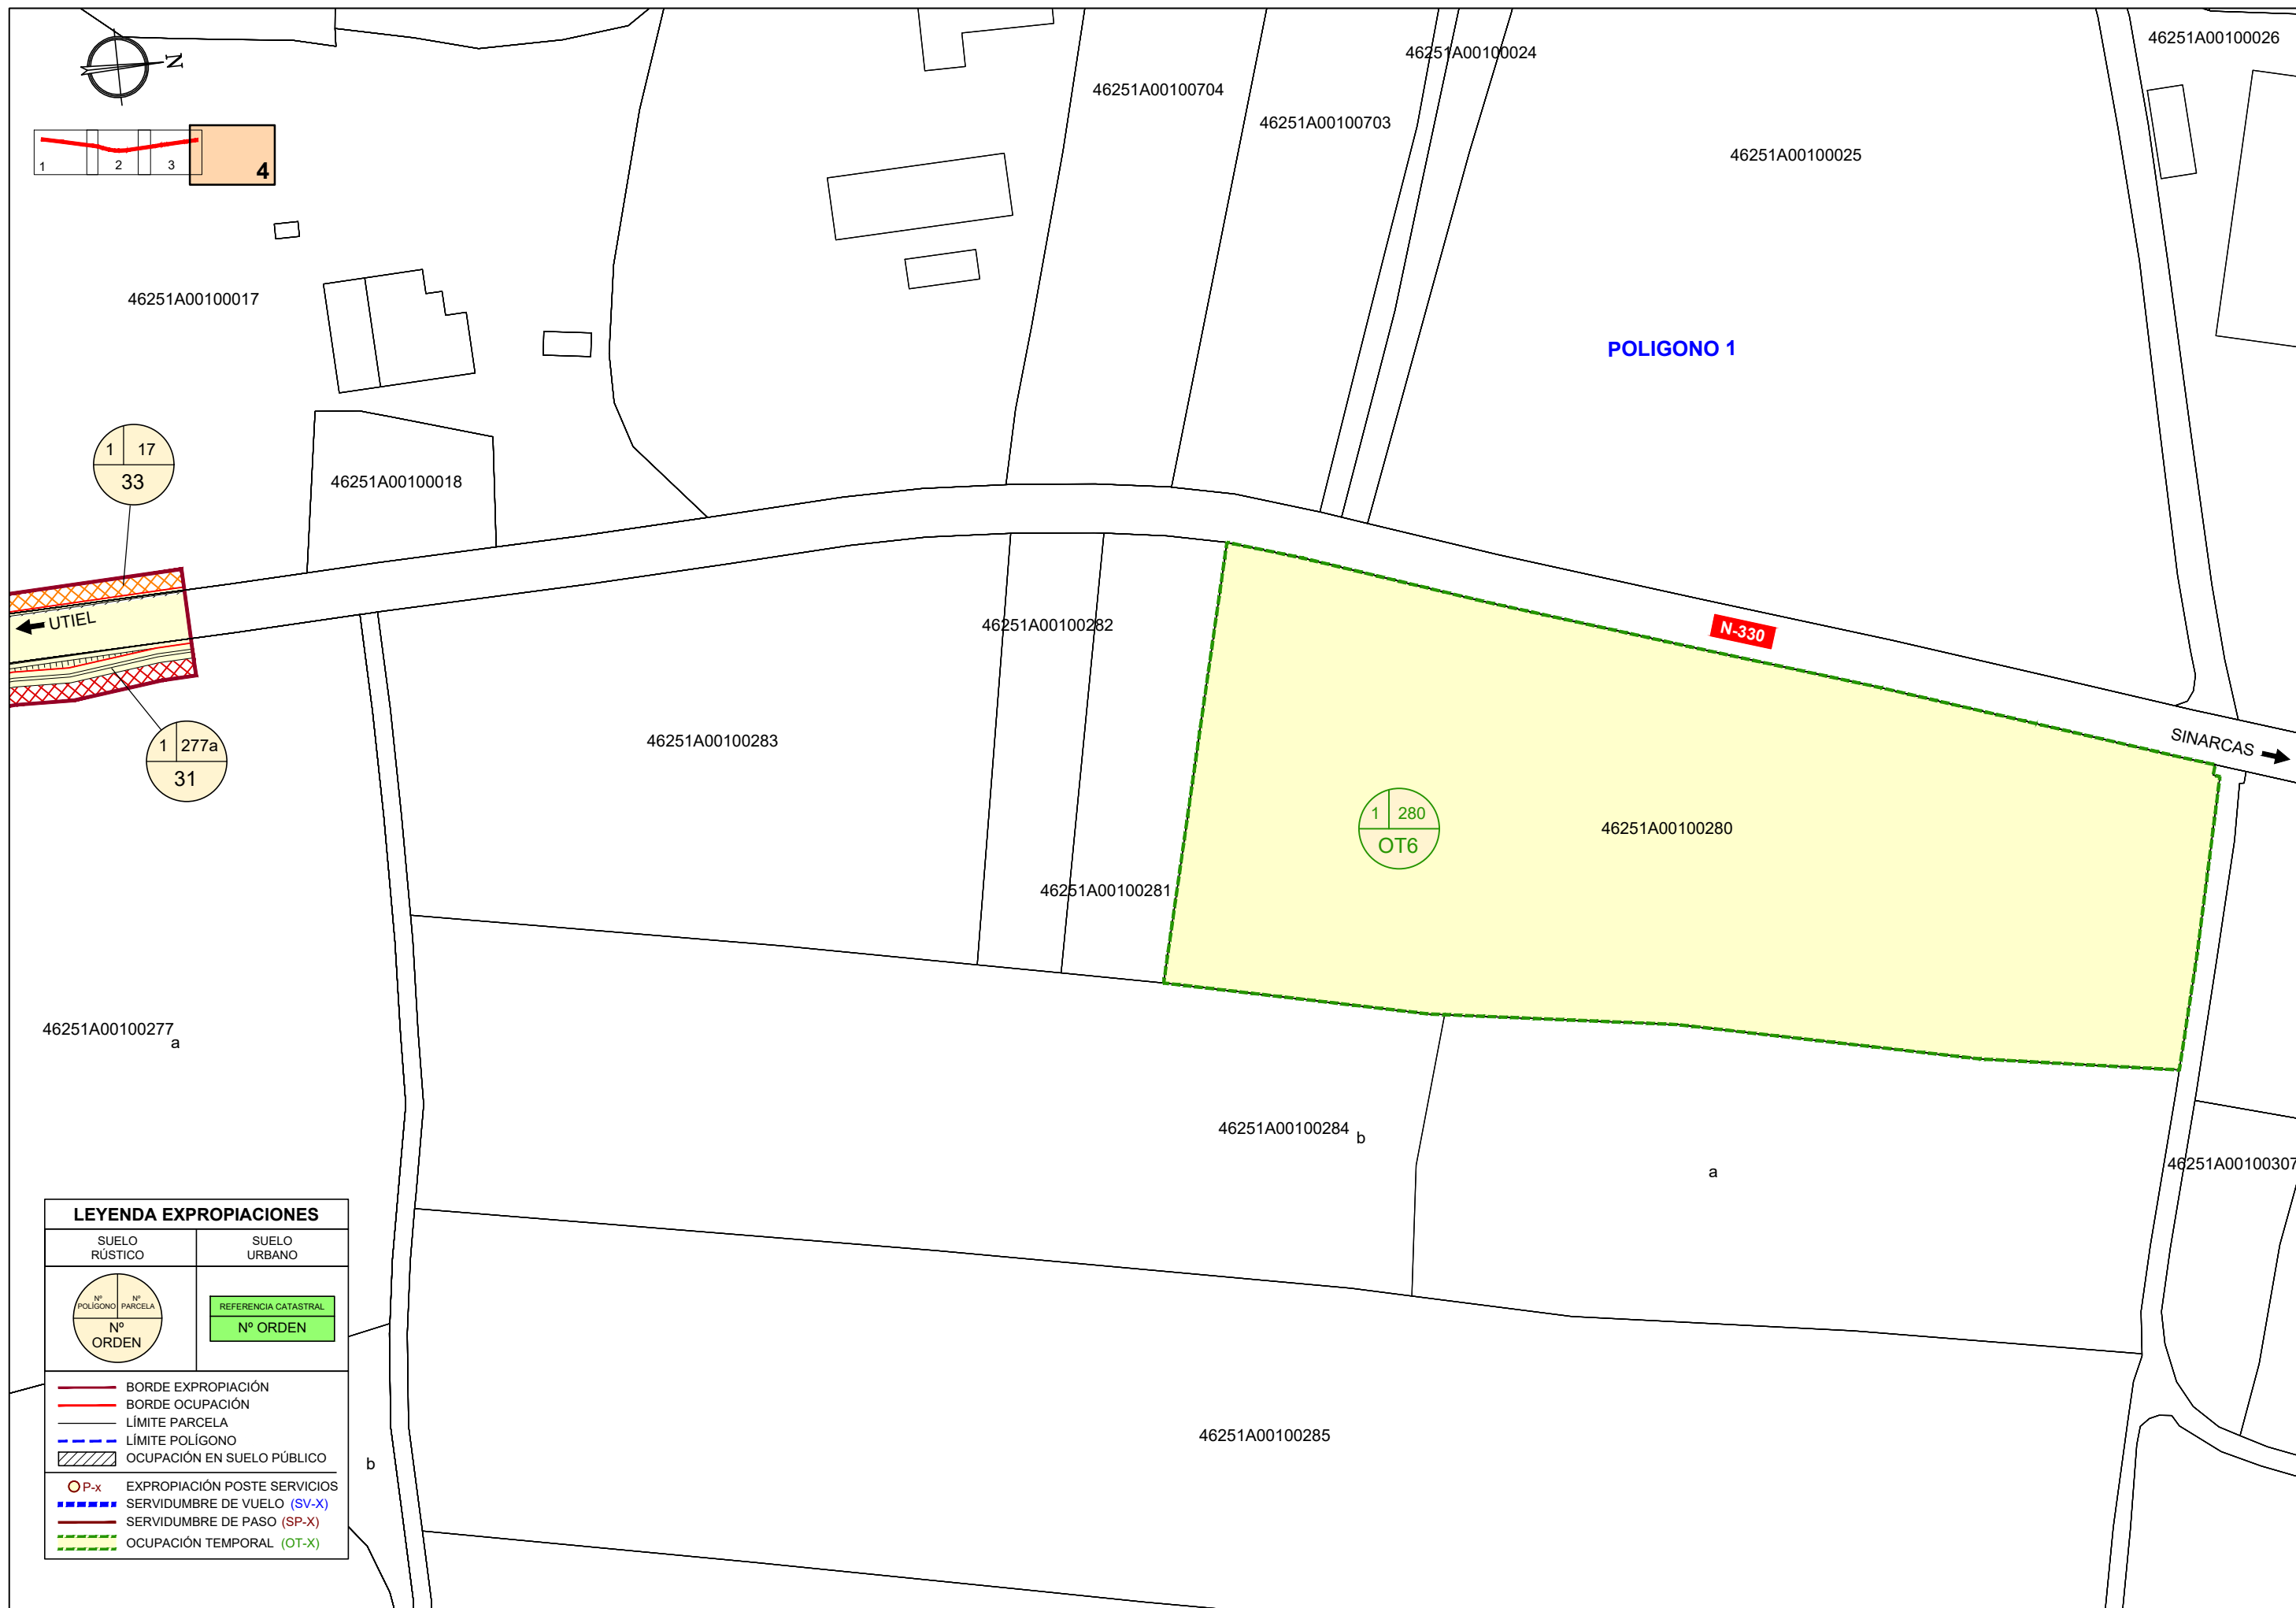 46251A00100024
46251A00100026
N
46251A00100704
46251A00100703
46251A00100025
1
2
3
4
46251A00100017
POLIGONO 1
1 17
33
46251A00100018
UTIEL
46251A00100282
N-330
1 277a
31
46251A00100283
SINARCAS
1 280
OT6
46251A00100280
46251A00100281
46251A00100277
a
46251A00100284
b
a
46251A00100307
46251A00100285
b
LEYENDA EXPROPIACIONES
SUELO
RÚSTICO
SUELO
URBANO
Nº
POLÍGONO
Nº
PARCELA
Nº
ORDEN
REFERENCIA CATASTRAL
Nº ORDEN
BORDE EXPROPIACIÓN
BORDE OCUPACIÓN
LÍMITE PARCELA
LÍMITE POLÍGONO
OCUPACIÓN EN SUELO PÚBLICO
P-x EXPROPIACIÓN POSTE SERVICIOS
SERVIDUMBRE DE VUELO (SV-X)
SERVIDUMBRE DE PASO (SP-X)
OCUPACIÓN TEMPORAL (OT-X)